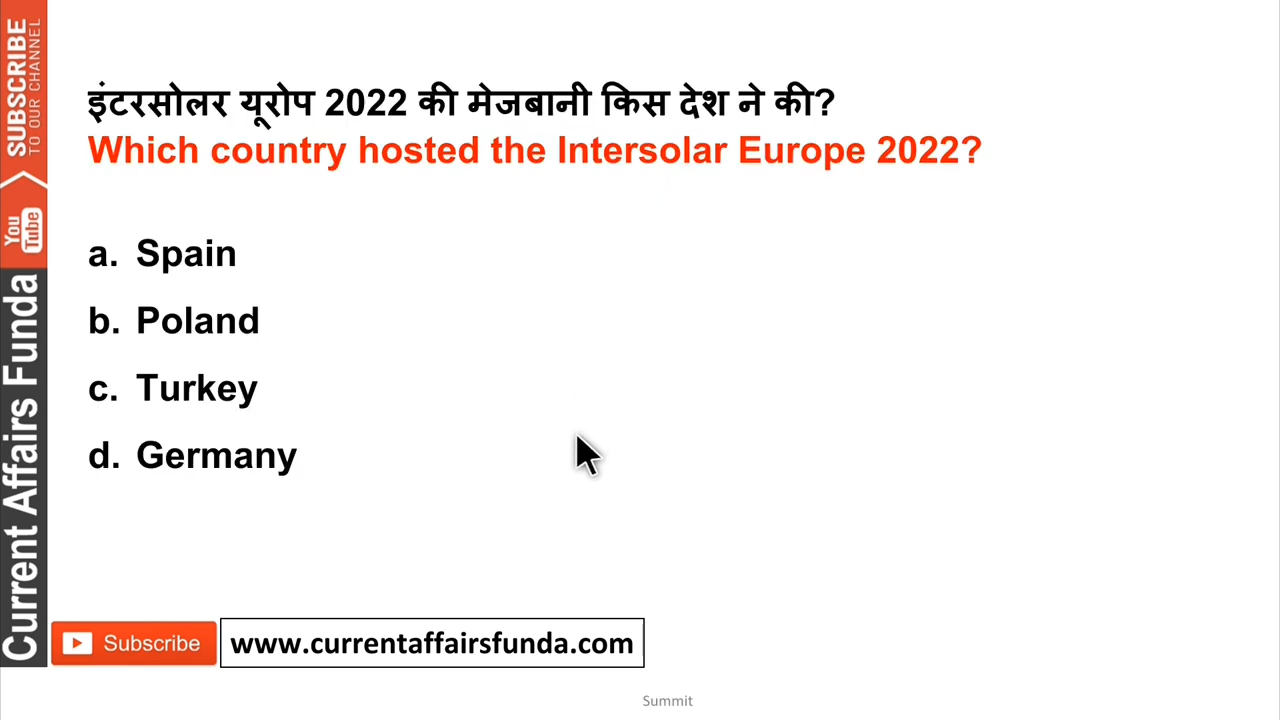 इंटरसोलर यूरोप 2022 की मेजबानी किस देश ने की?
Which country hosted the Intersolar Europe 2022?
a. Spain
b. Poland
c. Turkey
d. Germany
SUBSCRIBE
TO OUR CHANNEL
You
Tube
Current Affairs Funda
Subscribe
www.currentaffairsfunda.com
Summit